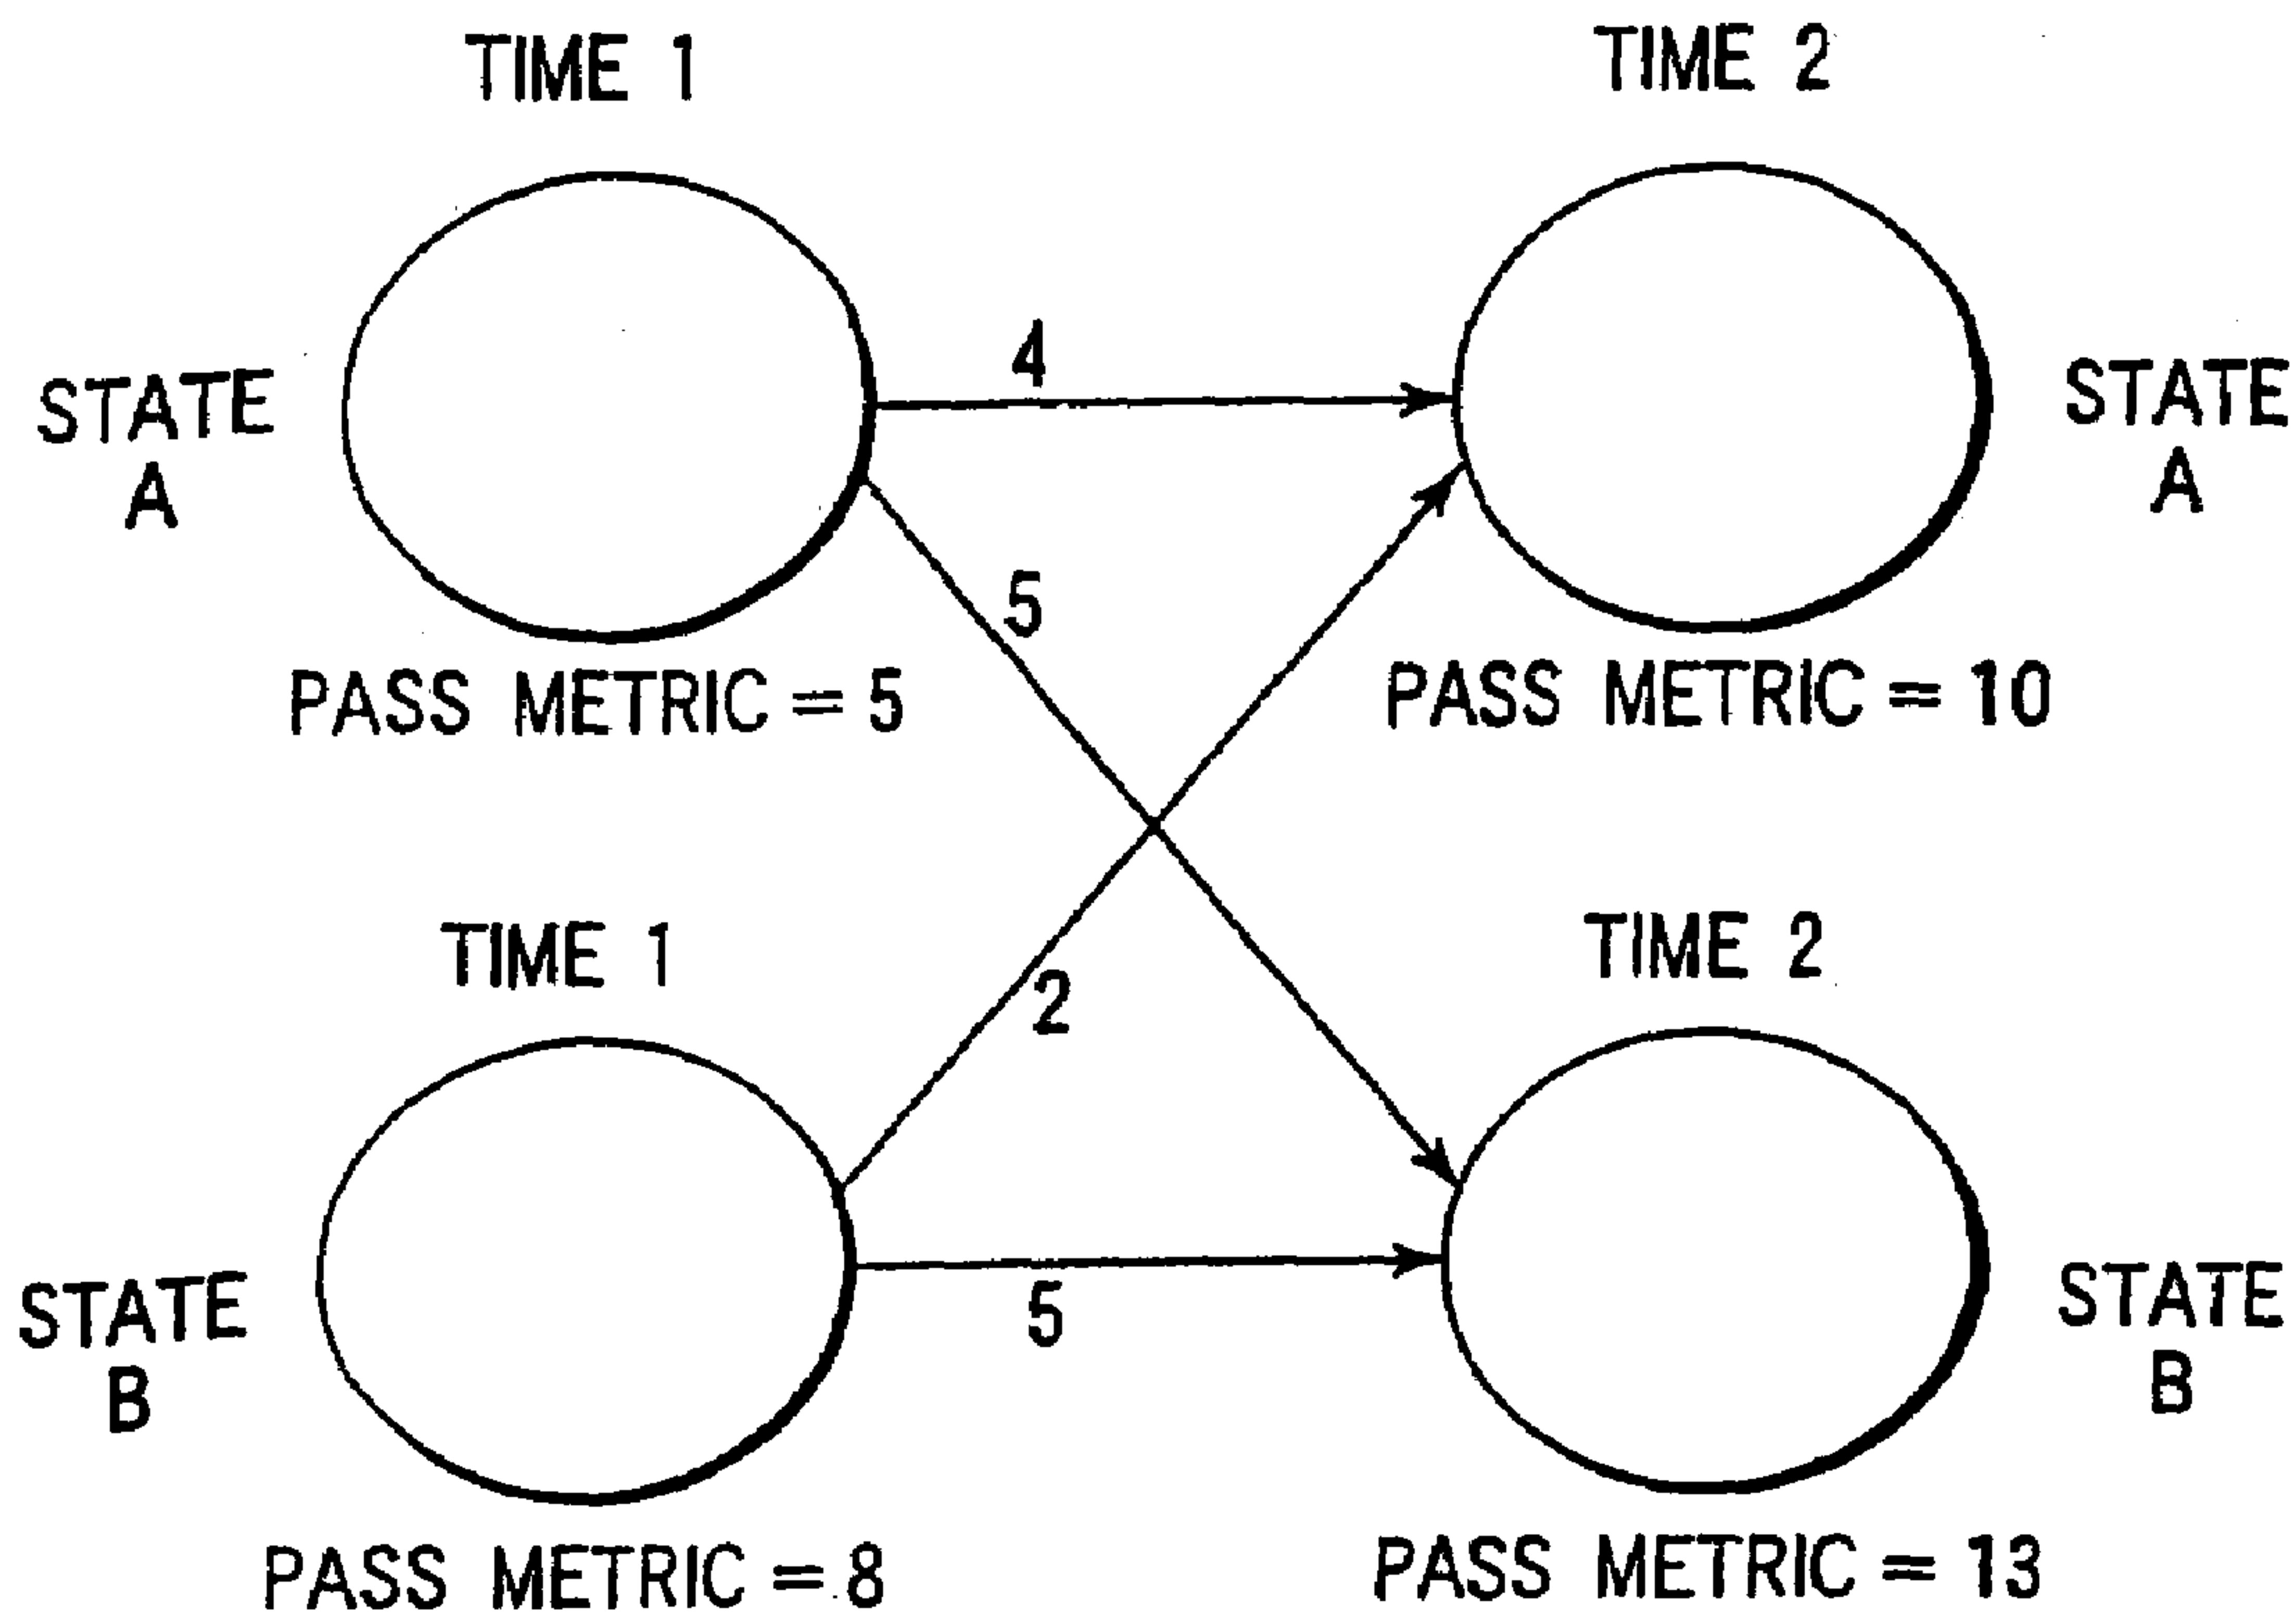 TIME 1
TIME 2
STATE
A
4
STATE
A
5
PASS METRIC = 5
PASS METRIC = 10
TIME 1
TIME 2
2
STATE
B
5
STATE
B
PASS METRIC = 8
PASS METRIC = 13